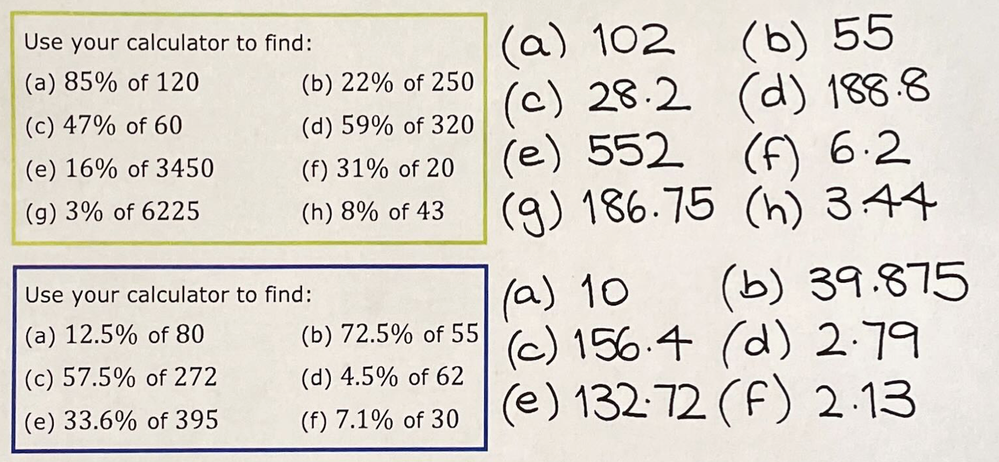 Use your calculator to find:
(a) 85% of 120 (b) 22% of 250
(c) 47% of 60 (d) 59% of 320
(e) 16% of 3450 (f) 31% of 20
(g) 3% of 6225 (h) 8% of 43
(a) 102 (b) 55
(c) 28.2 (d) 188.8
(e) 552 (f) 6.2
(g) 186.75 (h) 3.44
Use your calculator to find:
(a) 12.5% of 80 (b) 72.5% of 55
(c) 57.5% of 272 (d) 4.5% of 62
(e) 33.6% of 395 (f) 7.1% of 30
(a) 10 (b) 39.875
(c) 156.4 (d) 2.79
(e) 132.72 (f) 2.13